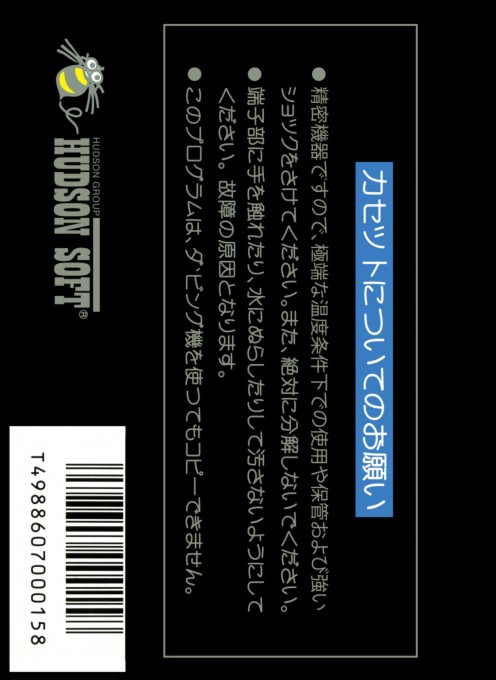 カセットについてのお願い
●精密機器ですので、極端な温度条件下での使用や保管および強い
ショックをさけてください。また、絶対に分解しないでください。
●端子部に手を触れたり、水にぬらしたりして汚さないようにして
ください。故障の原因となります。
●このプログラムは、ダビング機を使ってもコピーできません。
HUDSON GROUP
HUDSON SOFT®
T4988607000158